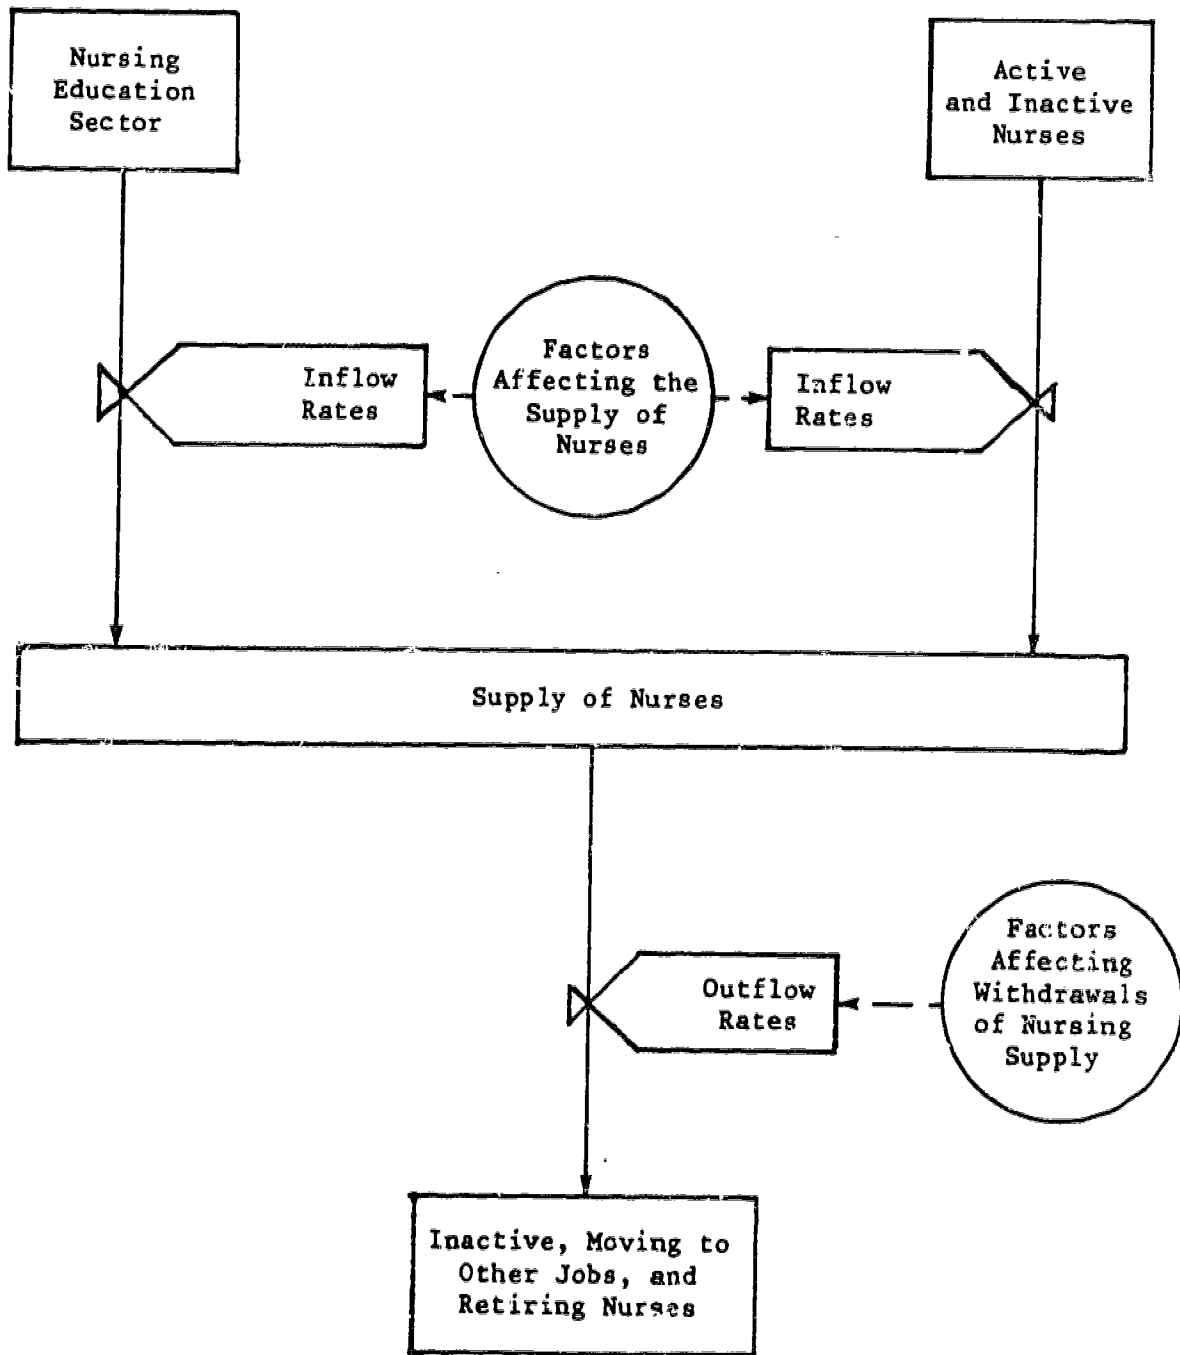 Nursing
Education
Sector
Active
and Inactive
Nurses
Inflow
Rates
Factors
Affecting the
Supply of
Nurses
Inflow
Rates
Supply of Nurses
Outflow
Rates
Factors
Affecting
Withdrawals
of Nursing
Supply
Inactive, Moving to
Other Jobs, and
Retiring Nurses